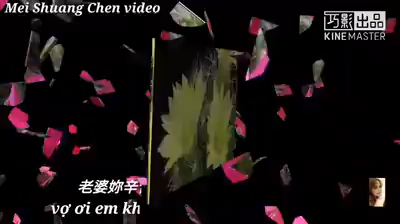 Mei Shuang Chen video
巧影出品
KINEMASTER
老婆妳辛
vợ ơi em kh